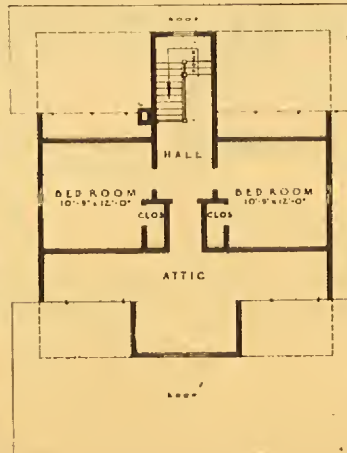 ROOF
HALL
BED ROOM
10'-9" x 12'-0"
BED ROOM
10'-9" x 12'-0"
CLOS
CLOS
ATTIC
ROOF